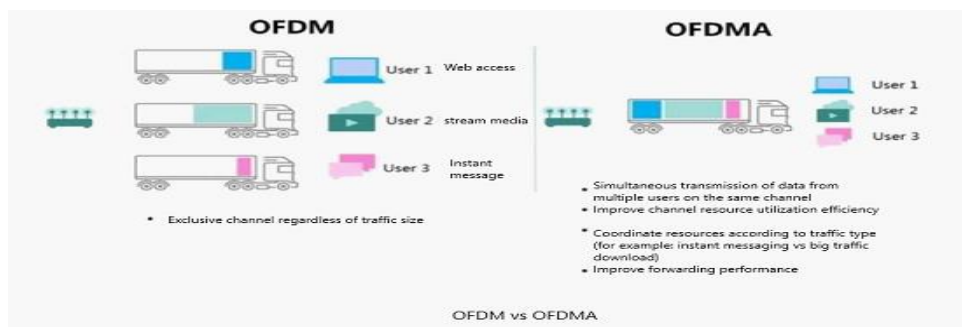 OFDM
User 1 Web access
User 2 stream media
User 3 Instant
message
• Exclusive channel regardless of traffic size
OFDMA
User 1
User 2
User 3
• Simultaneous transmission of data from
multiple users on the same channel
• Improve channel resource utilization efficiency
• Coordinate resources according to traffic type
(for example: instant messaging vs big traffic
download)
• Improve forwarding performance
OFDM vs OFDMA